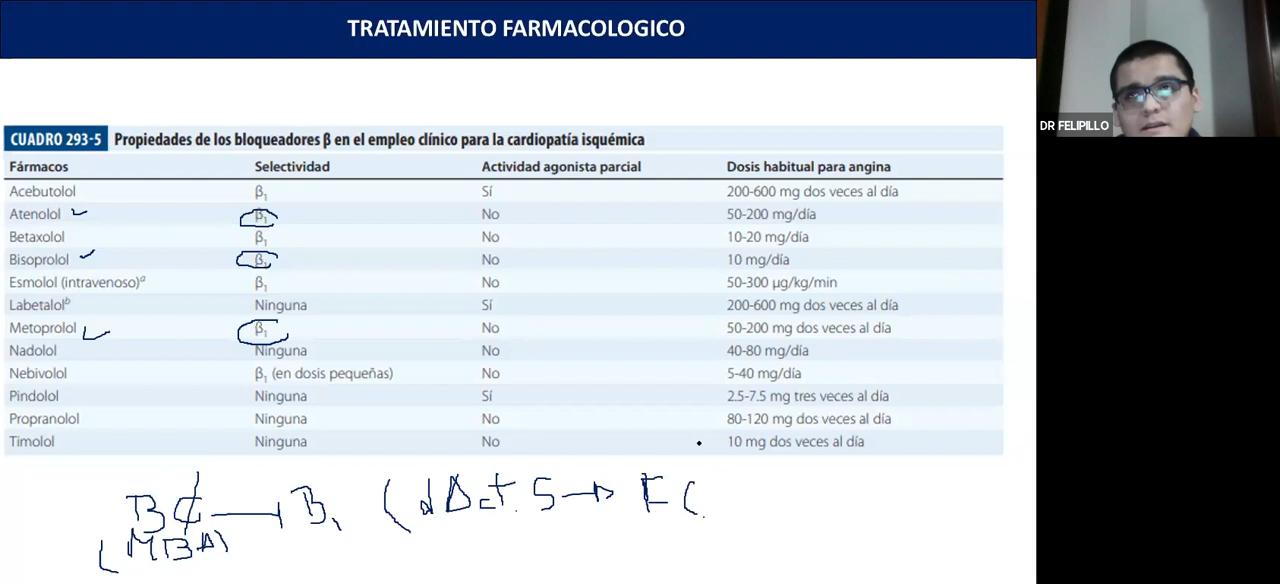 TRATAMIENTO FARMACOLOGICO
DR FELIPILLO
CUADRO 293-5 Propiedades de los bloqueadores β en el empleo clínico para la cardiopatía isquémica
Fármacos Selectividad Actividad agonista parcial Dosis habitual para angina
Acebutolol β1 Sí 200-600 mg dos veces al día
Atenolol β1 No 50-200 mg/día
Betaxolol β1 No 10-20 mg/día
Bisoprolol β1 No 10 mg/día
Esmolol (intravenoso)a β1 No 50-300 μg/kg/min
Labetalolb Ninguna Sí 200-600 mg dos veces al día
Metoprolol β1 No 50-200 mg dos veces al día
Nadolol Ninguna No 40-80 mg/día
Nebivolol β1 (en dosis pequeñas) No 5-40 mg/día
Pindolol Ninguna Sí 2.5-7.5 mg tres veces al día
Propranolol Ninguna No 80-120 mg dos veces al día
Timolol Ninguna No 10 mg dos veces al día
B1
(MBA)